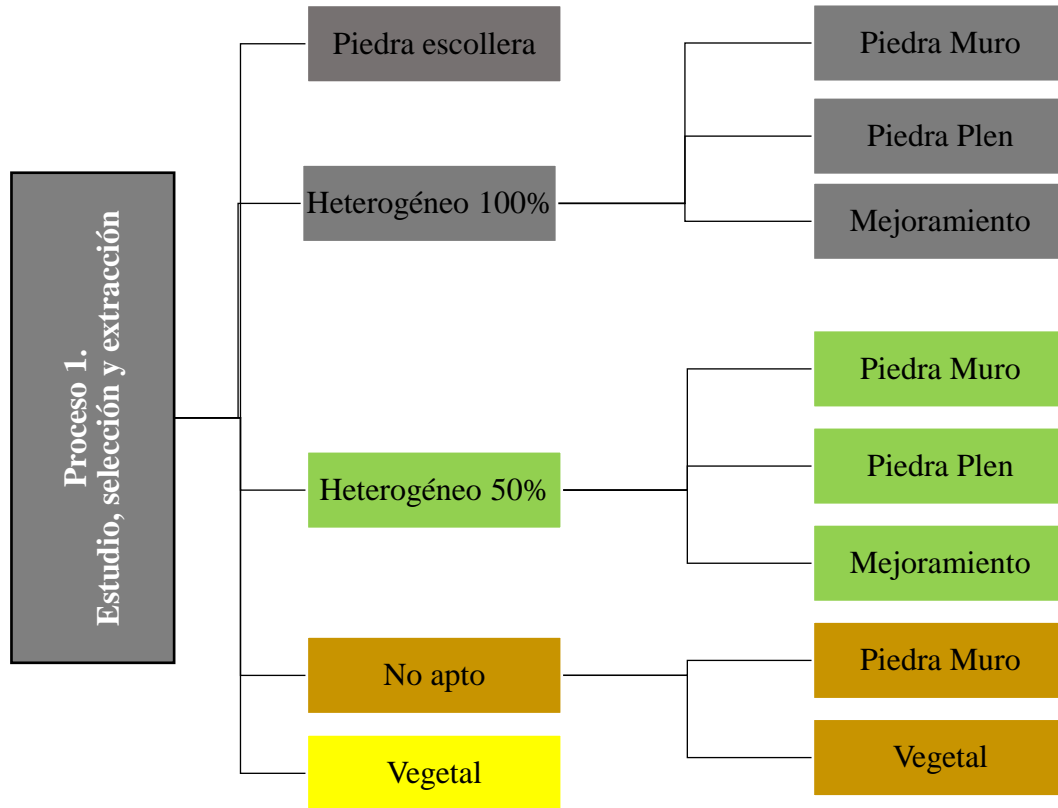 Proceso 1.
Estudio, selección y extracción
Piedra escollera
Heterogéneo 100%
Piedra Muro
Piedra Plen
Mejoramiento
Heterogéneo 50%
Piedra Muro
Piedra Plen
Mejoramiento
No apto
Piedra Muro
Vegetal
Vegetal